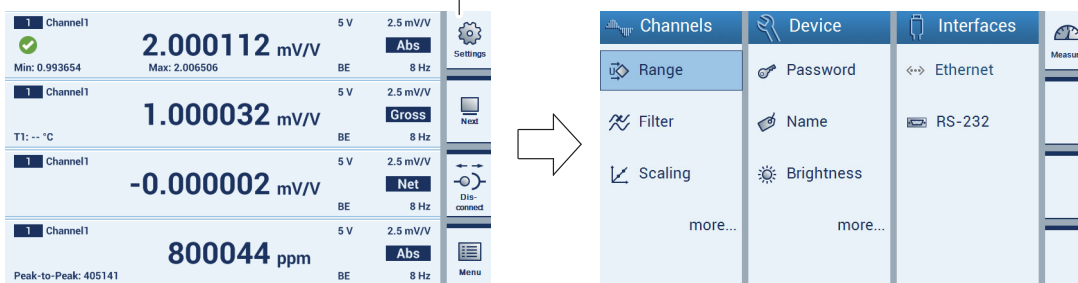 1 Channel1 5 V 2.5 mV/V
2.000112 mV/V Abs
Min: 0.993654 Max: 2.006506 BE 8 Hz
1 Channel1 5 V 2.5 mV/V
1.000032 mV/V Gross
T1: -- °C BE 8 Hz
1 Channel1 5 V 2.5 mV/V
-0.000002 mV/V Net
BE 8 Hz
1 Channel1 5 V 2.5 mV/V
800044 ppm Abs
Peak-to-Peak: 405141 BE 8 Hz
Settings
Next
Dis-
connect
Menu
Channels Device Interfaces
Range Password Ethernet
Filter Name RS-232
Scaling Brightness
more... more...